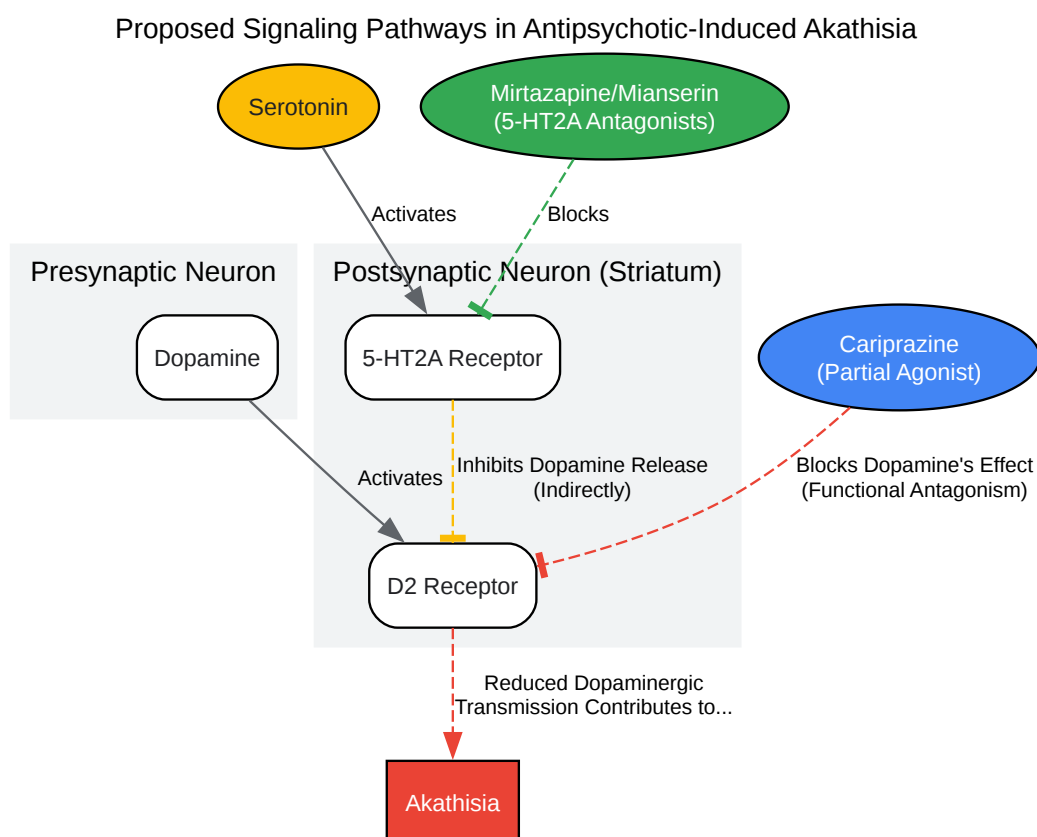 Proposed Signaling Pathways in Antipsychotic-Induced Akathisia
Serotonin
Mirtazapine/Mianserin
(5-HT2A Antagonists)
Activates
Blocks
Presynaptic Neuron
Postsynaptic Neuron (Striatum)
Dopamine
5-HT2A Receptor
Cariprazine
(Partial Agonist)
Activates
Inhibits Dopamine Release
(Indirectly)
Blocks Dopamine's Effect
(Functional Antagonism)
D2 Receptor
Reduced Dopaminergic
Transmission Contributes to...
Akathisia